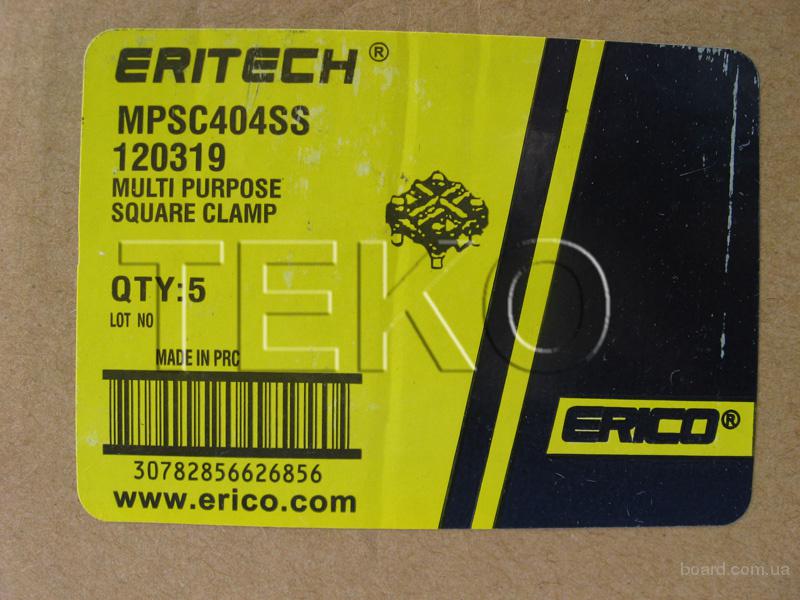 ERITECH®
MPSC404SS
120319
MULTI PURPOSE
SQUARE CLAMP
TEKO
QTY:5
LOT NO
MADE IN PRC
ERICO®
30782856626856
www.erico.com
board.com.ua